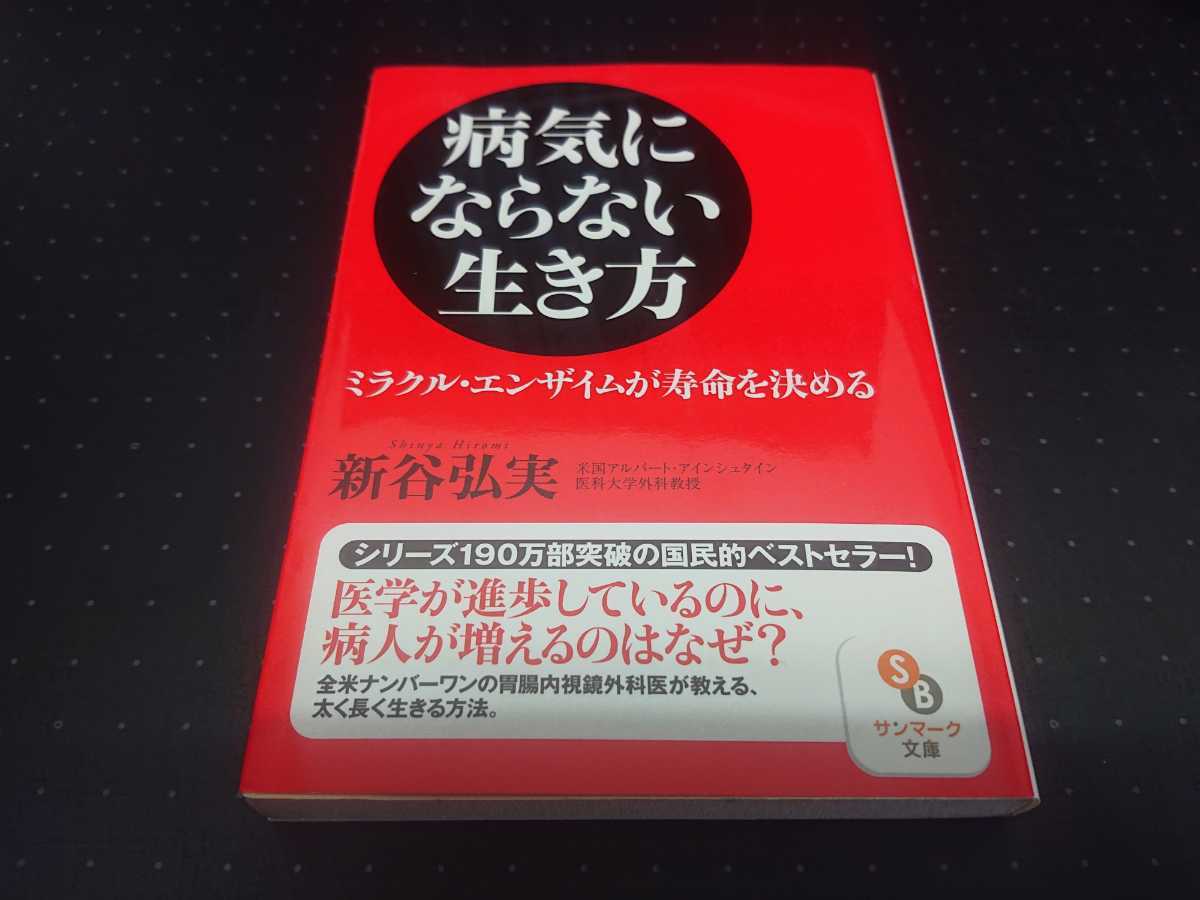 病気に
ならない
生き方
ミラクル・エンザイムが寿命を決める
Shinya Hiromi
新谷弘実
米国アルバート・アインシュタイン
医科大学外科教授
シリーズ190万部突破の国民的ベストセラー!
医学が進歩しているのに、
病人が増えるのはなぜ?
全米ナンバーワンの胃腸内視鏡外科医が教える、
太く長く生きる方法。
SB
サンマーク
文庫